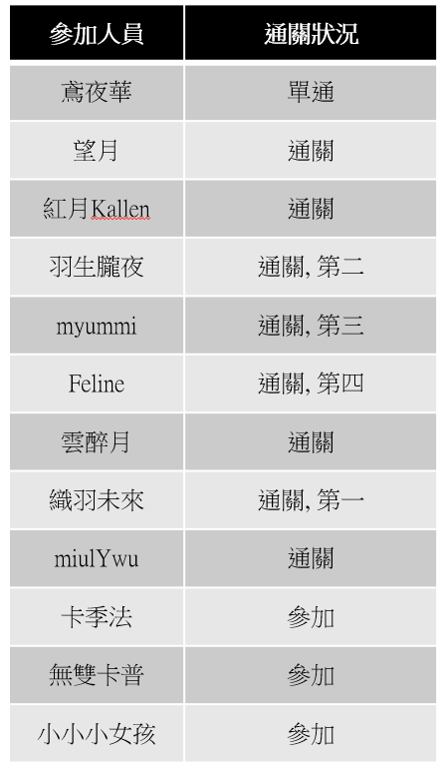 參加人員 通關狀況
鳶夜華 單通
望月 通關
紅月Kallen 通關
羽生朧夜 通關, 第二
myummi 通關, 第三
Feline 通關, 第四
雲醉月 通關
織羽未來 通關, 第一
miulYwu 通關
卡季法 參加
無雙卡普 參加
小小小女孩 參加